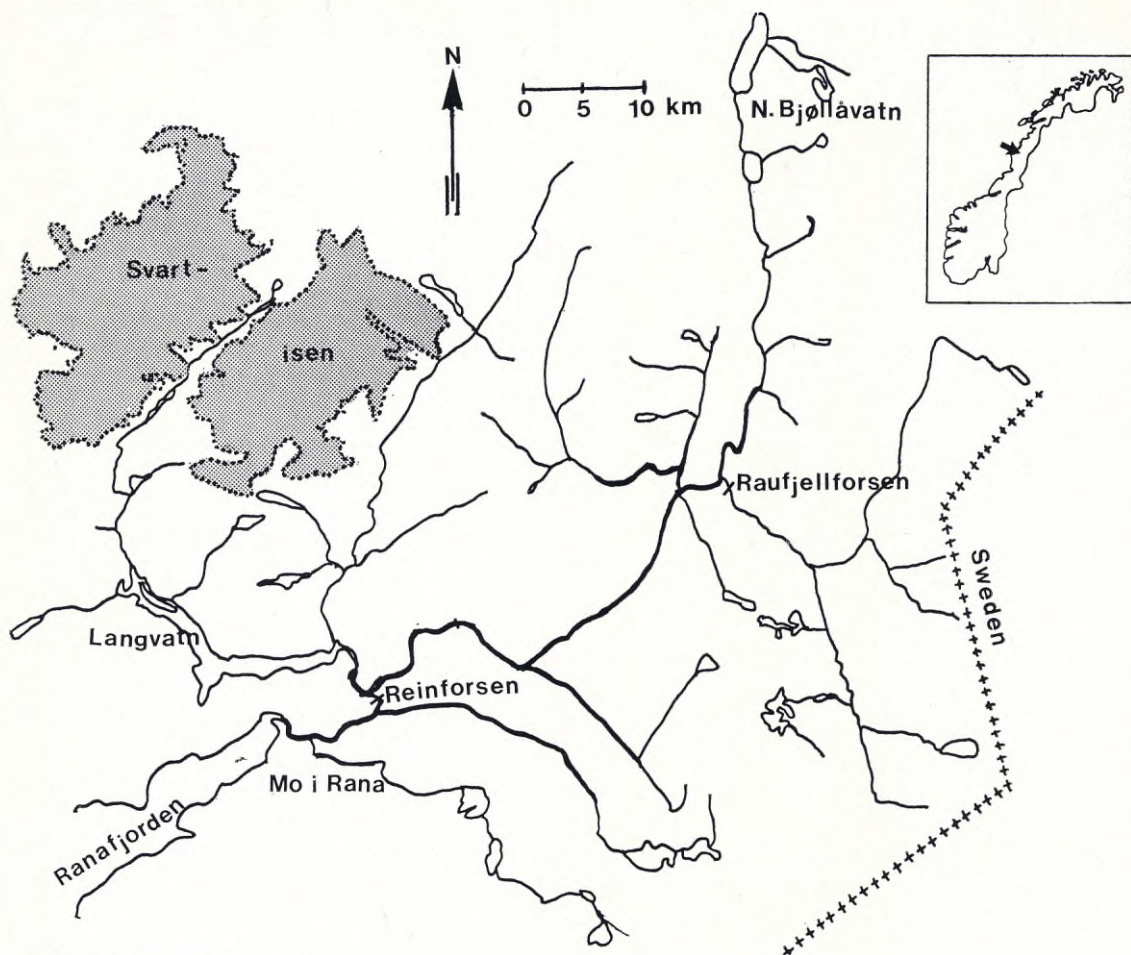 N
0 5 10 km
N. Bjøllåvatn
Svart-
isen
Raufjellforsen
Sweden
Langvatn
Reinforsen
Mo i Rana
Ranafjorden